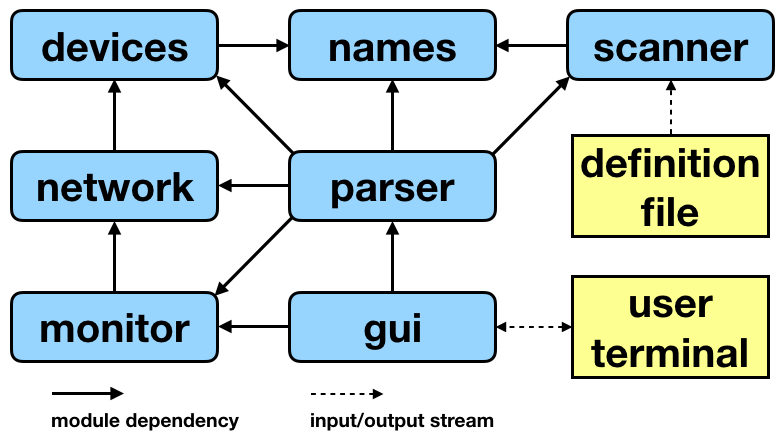 devices
names
scanner
network
parser
definition
file
monitor
gui
user
terminal
module dependency
input/output stream